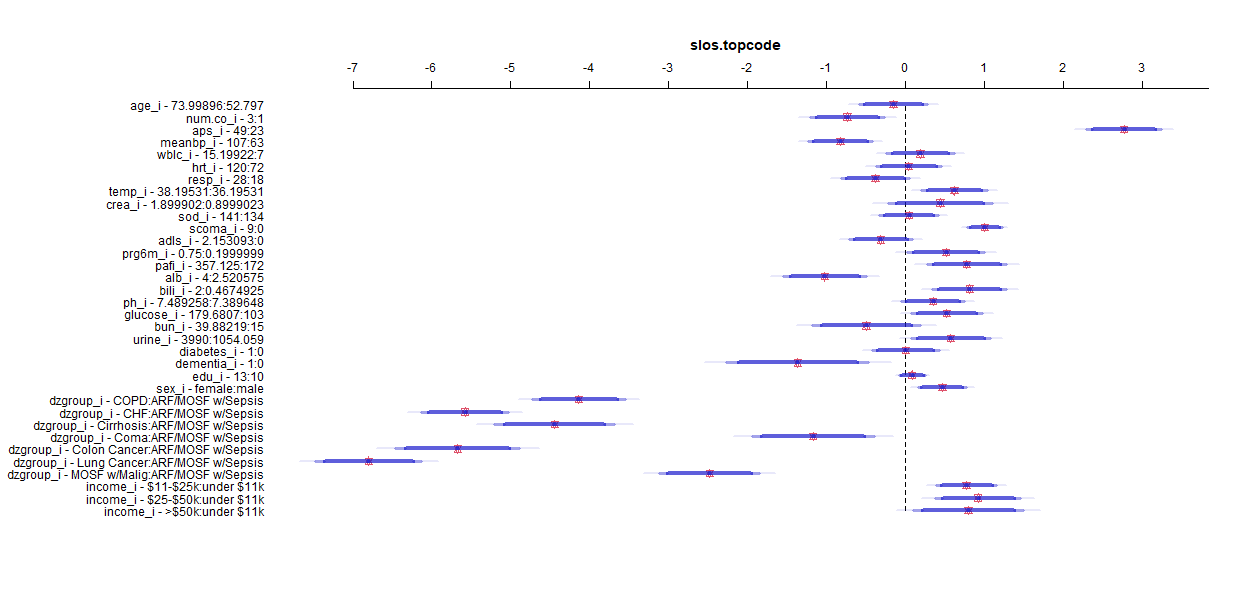 slos.topcode
-7 -6 -5 -4 -3 -2 -1 0 1 2 3
age_i - 73.99896:52.797
num.co_i - 3:1
aps_i - 49:23
meanbp_i - 107:63
wblc_i - 15.19922:7
hrt_i - 120:72
resp_i - 28:18
temp_i - 38.19531:36.19531
crea_i - 1.899902:0.8999023
sod_i - 141:134
scoma_i - 9:0
adls_i - 2.153093:0
prg6m_i - 0.75:0.1999999
pafi_i - 357.125:172
alb_i - 4:2.520575
bili_i - 2:0.4674925
ph_i - 7.489258:7.389648
glucose_i - 179.6807:103
bun_i - 39.88219:15
urine_i - 3990:1054.059
diabetes_i - 1:0
dementia_i - 1:0
edu_i - 13:10
sex_i - female:male
dzgroup_i - COPD:ARF/MOSF w/Sepsis
dzgroup_i - CHF:ARF/MOSF w/Sepsis
dzgroup_i - Cirrhosis:ARF/MOSF w/Sepsis
dzgroup_i - Coma:ARF/MOSF w/Sepsis
dzgroup_i - Colon Cancer:ARF/MOSF w/Sepsis
dzgroup_i - Lung Cancer:ARF/MOSF w/Sepsis
dzgroup_i - MOSF w/Malig:ARF/MOSF w/Sepsis
income_i - $11-$25k:under $11k
income_i - $25-$50k:under $11k
income_i - >$50k:under $11k